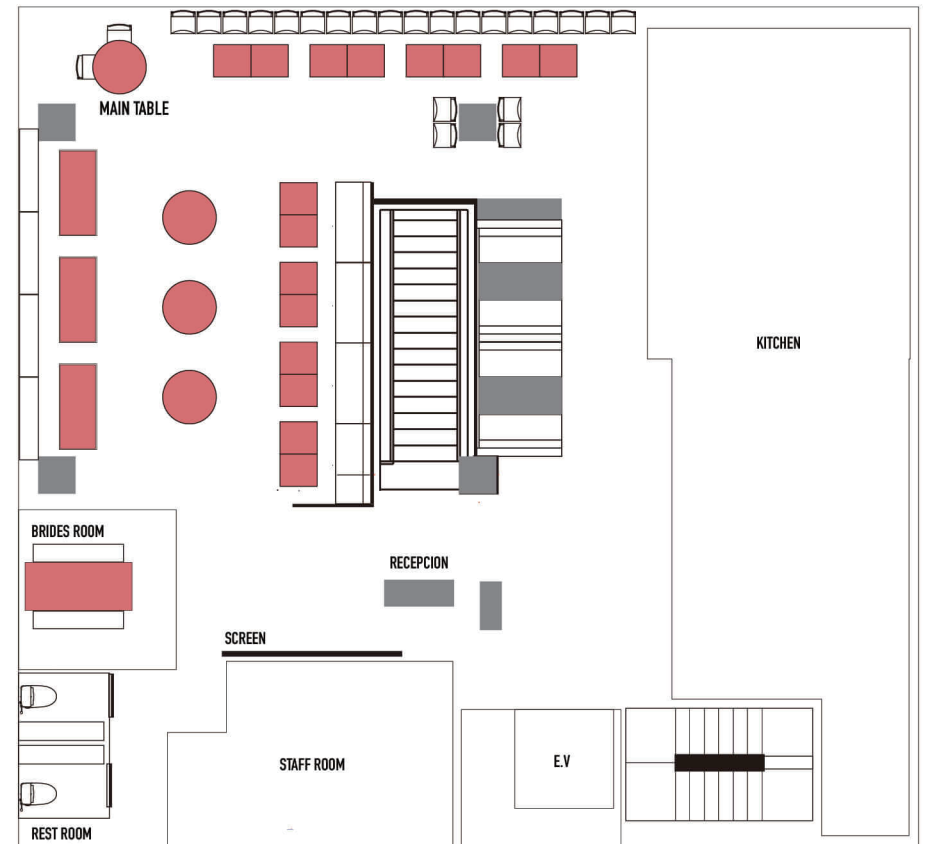 MAIN TABLE
KITCHEN
BRIDES ROOM
RECEPCION
SCREEN
STAFF ROOM
E.V
REST ROOM